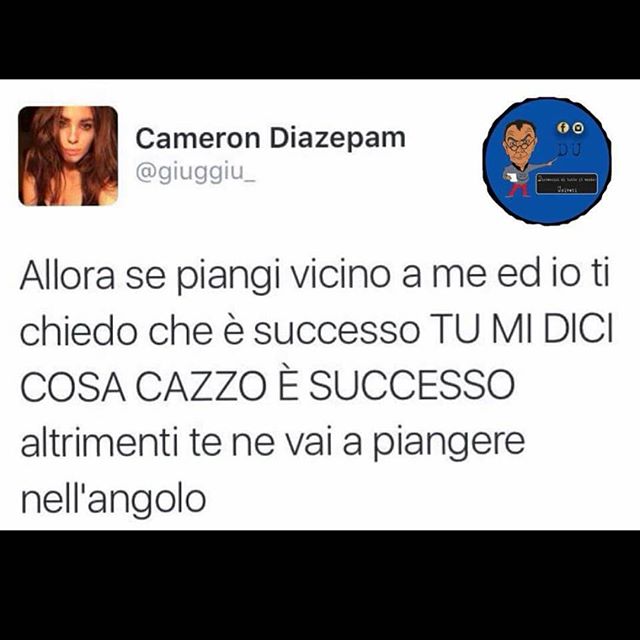 Cameron Diazepam
@giuggiu_
DU
Allora se piangi vicino a me ed io ti
chiedo che è successo TU MI DICI
COSA CAZZO È SUCCESSO
altrimenti te ne vai a piangere
nell'angolo